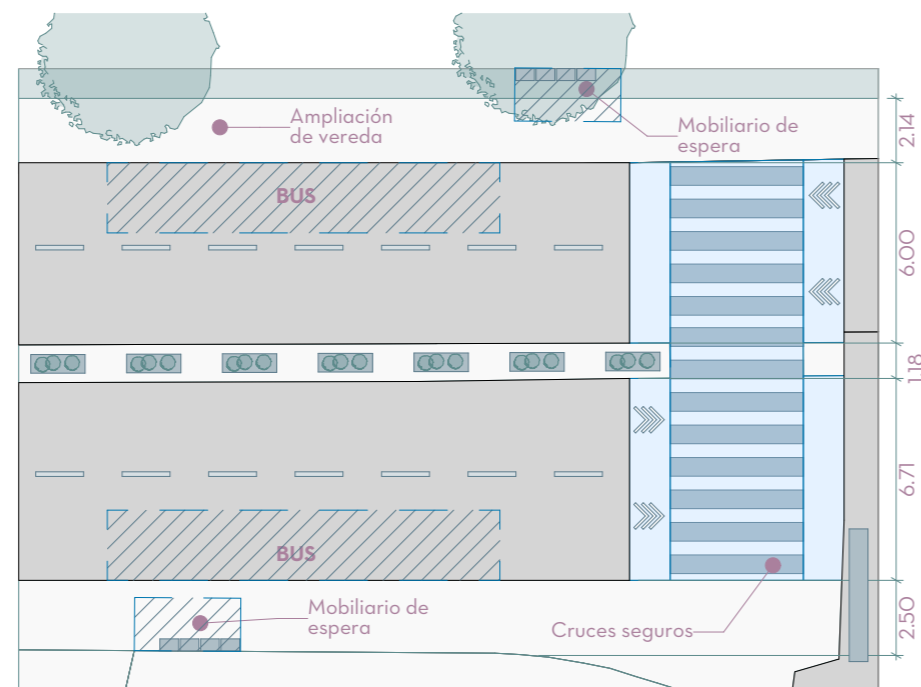 Ampliación
de vereda
Mobiliario de
espera
2.14
BUS
6.00
1.18
6.71
BUS
Mobiliario de
espera
Cruces seguros
2.50